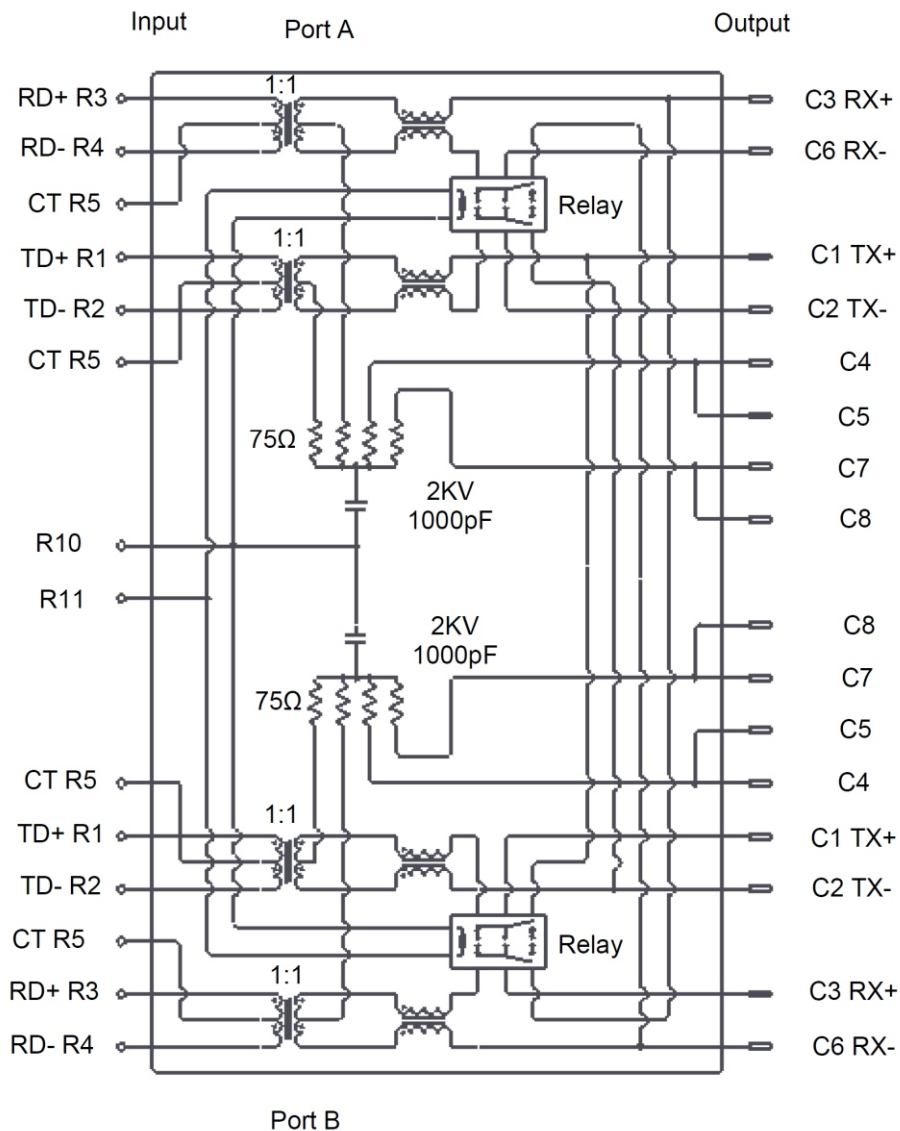 Input
Port A
Output
1:1
RD+ R3
C3 RX+
RD- R4
C6 RX-
CT R5
Relay
1:1
TD+ R1
C1 TX+
TD- R2
C2 TX-
CT R5
C4
C5
75Ω
C7
2KV
1000pF
C8
R10
R11
2KV
1000pF
C8
C7
75Ω
C5
CT R5
C4
1:1
TD+ R1
C1 TX+
TD- R2
C2 TX-
CT R5
Relay
1:1
RD+ R3
C3 RX+
RD- R4
C6 RX-
Port B